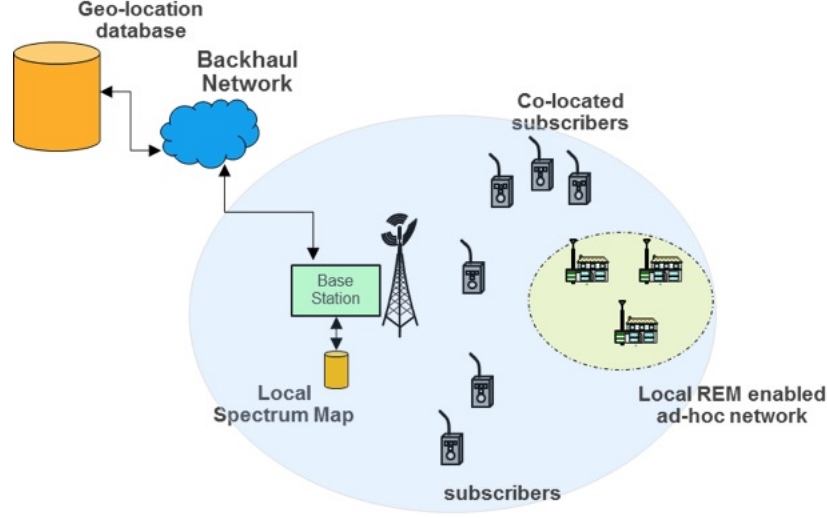 Geo-location
database
Backhaul
Network
Co-located
subscribers
Base
Station
Local
Spectrum Map
Local REM enabled
ad-hoc network
subscribers